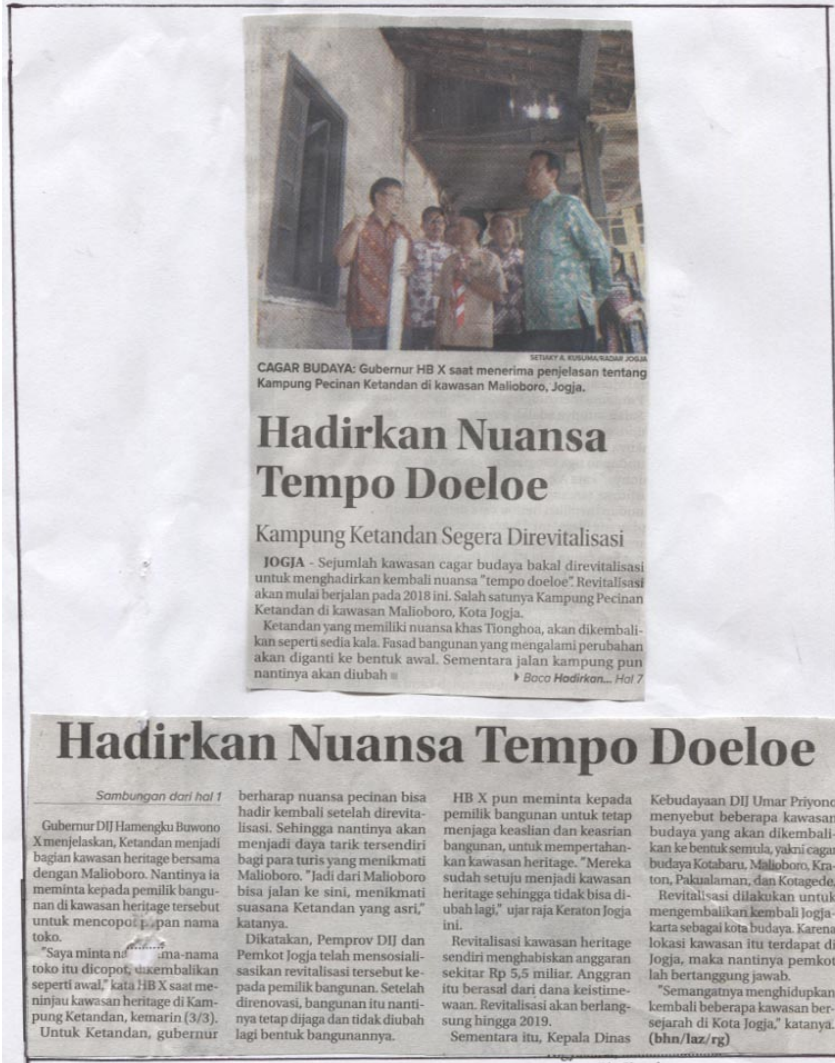 SETIAKY A. KUSUMA/RADAR JOGJA
CAGAR BUDAYA: Gubernur HB X saat menerima penjelasan tentang
Kampung Pecinan Ketandan di kawasan Malioboro, Jogja.
Hadirkan Nuansa
Tempo Doeloe
Kampung Ketandan Segera Direvitalisasi
JOGJA - Sejumlah kawasan cagar budaya bakal direvitalisasi
untuk menghadirkan kembali nuansa "tempo doeloe". Revitalisasi
akan mulai berjalan pada 2018 ini. Salah satunya Kampung Pecinan
Ketandan di kawasan Malioboro, Kota Jogja.
Ketandan yang memiliki nuansa khas Tionghoa, akan dikembali-
kan seperti sedia kala. Fasad bangunan yang mengalami perubahan
akan diganti ke bentuk awal. Sementara jalan kampung pun
nantinya akan diubah
Baca Hadirkan... Hal 7
Hadirkan Nuansa Tempo Doeloe
Sambungan dari hal 1
Gubernur DIJ Hamengku Buwono
X menjelaskan, Ketandan menjadi
bagian kawasan heritage bersama
dengan Malioboro. Nantinya ia
meminta kepada pemilik bangu-
nan di kawasan heritage tersebut
untuk mencopot papan nama
toko.
"Saya minta ma-nama
toko itu dicopot, dikembalikan
seperti awal," kata HB X saat me-
ninjau kawasan heritage di Kam-
pung Ketandan, kemarin (3/3).
Untuk Ketandan, gubernur
berharap nuansa pecinan bisa
hadir kembali setelah direvita-
lisasi. Sehingga nantinya akan
menjadi daya tarik tersendiri
bagi para turis yang menikmati
Malioboro. "Jadi dari Malioboro
bisa jalan ke sini, menikmati
suasana Ketandan yang asri,"
katanya.
Dikatakan, Pemprov DIJ dan
Pemkot Jogja telah mensosiali-
sasikan revitalisasi tersebut ke-
pada pemilik bangunan. Setelah
direnovasi, bangunan itu nanti-
nya tetap dijaga dan tidak diubah
lagi bentuk bangunannya.
HB X pun meminta kepada
pemilik bangunan untuk tetap
menjaga keaslian dan keasrian
bangunan, untuk mempertahan-
kan kawasan heritage. "Mereka
sudah setuju menjadi kawasan
heritage sehingga tidak bisa di-
ubah lagi," ujar raja Keraton Jogja
ini.
Revitalisasi kawasan heritage
sendiri menghabiskan anggaran
sekitar Rp 5,5 miliar. Anggran
itu berasal dari dana keistime-
waan. Revitalisasi akan berlang-
sung hingga 2019.
Sementara itu, Kepala Dinas
Kebudayaan DIJ Umar Priyono
menyebut beberapa kawasan
budaya yang akan dikembali-
kan ke bentuk semula, yakni cagar
budaya Kotabaru, Malioboro, Kra-
ton, Pakualaman, dan Kotagede.
Revitalisasi dilakukan untuk
mengembalikan kembali Jogja-
karta sebagai kota budaya. Karena
lokasi kawasan itu terdapat di
Jogja, maka nantinya pemkot
lah bertanggung jawab.
"Semangatnya menghidupkan
kembali beberapa kawasan ber-
sejarah di Kota Jogja," katanya.
(bhn/laz/rg)